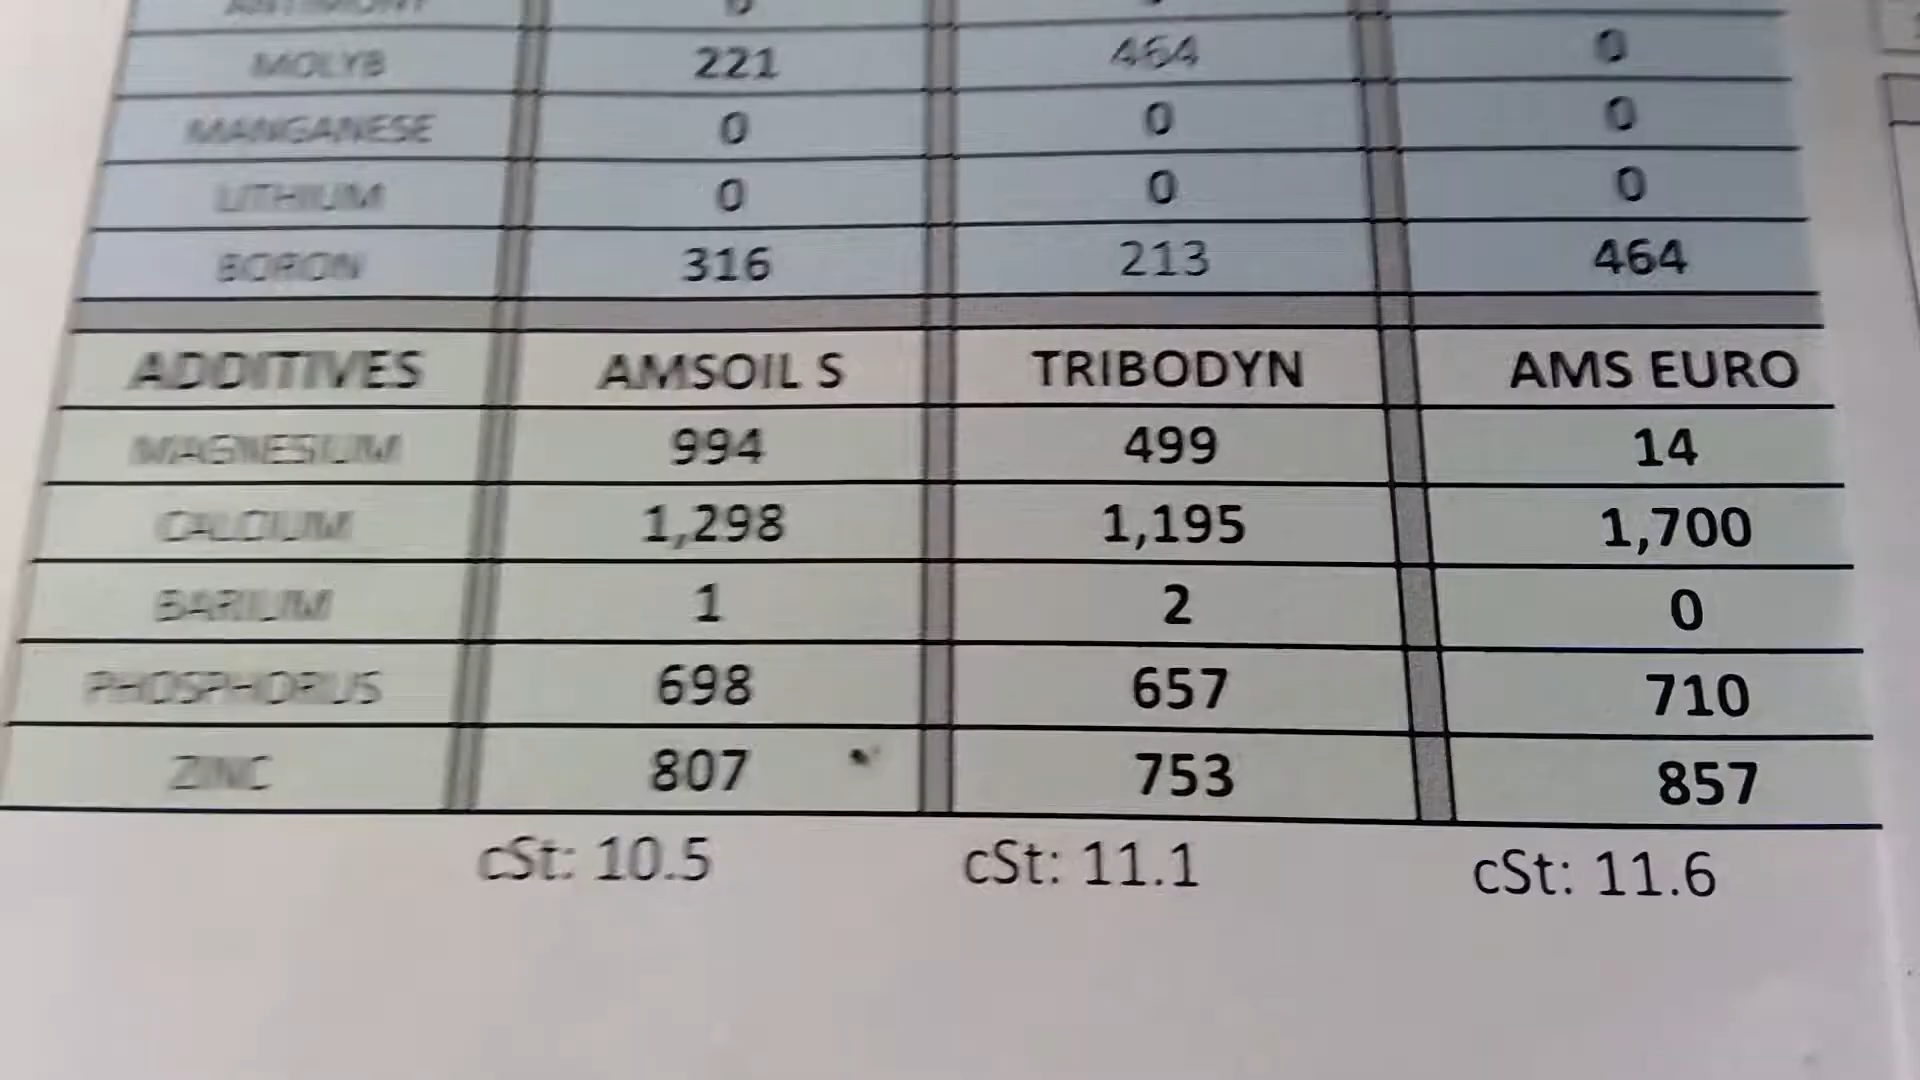 MOLYB 221 464 0
MANGANESE 0 0 0
LITHIUM 0 0 0
BORON 316 213 464
ADDITIVES AMSOIL S TRIBODYN AMS EURO
MAGNESIUM 994 499 14
CALCIUM 1,298 1,195 1,700
BARIUM 1 2 0
PHOSPHORUS 698 657 710
ZINC 807 753 857
cSt: 10.5 cSt: 11.1 cSt: 11.6